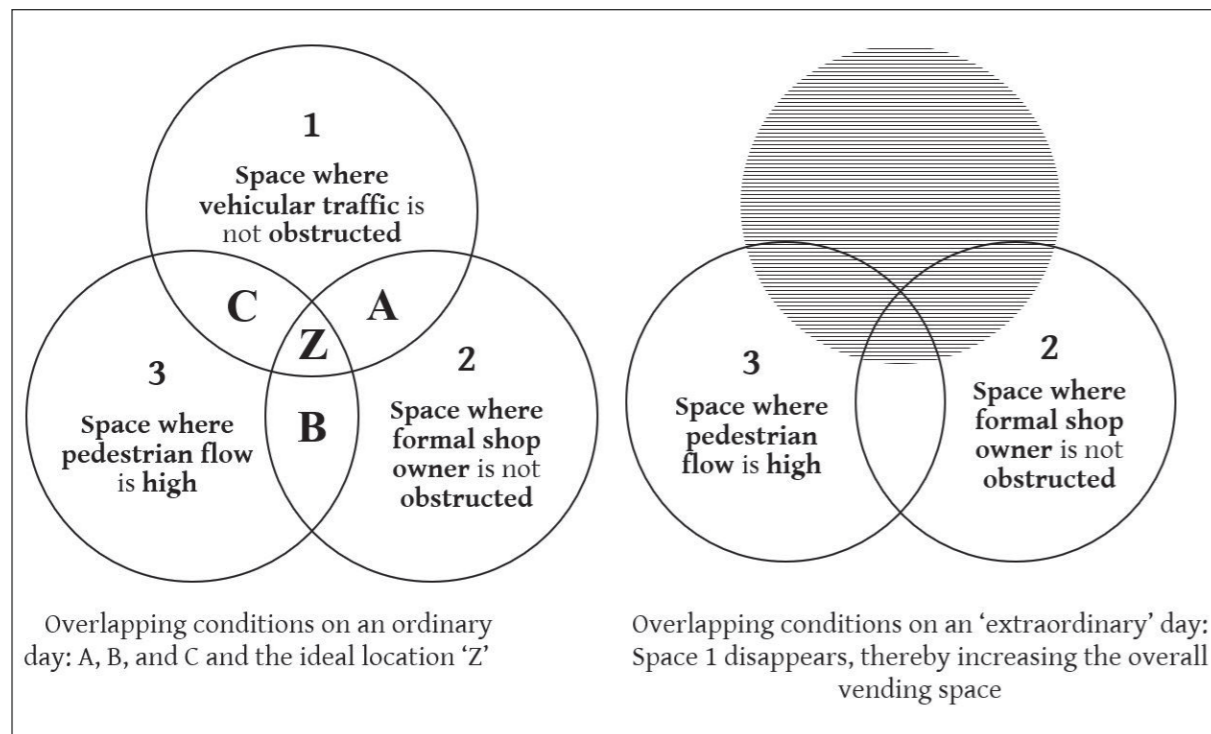 1
Space where
vehicular traffic is
not obstructed
C
A
Z
3
Space where
pedestrian flow
is high
B
2
Space where
formal shop
owner is not
obstructed
Overlapping conditions on an ordinary
day: A, B, and C and the ideal location ‘Z’
3
Space where
pedestrian
flow is high
2
Space where
formal shop
owner is not
obstructed
Overlapping conditions on an ‘extraordinary’ day:
Space 1 disappears, thereby increasing the overall
vending space